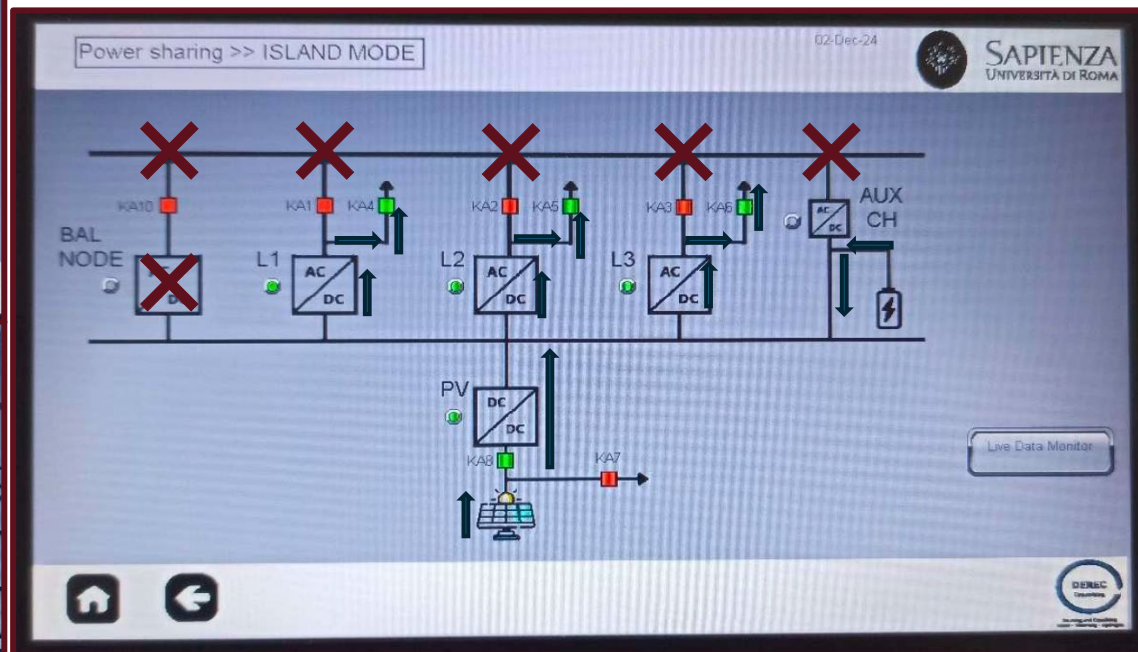 Power sharing >> ISLAND MODE
02-Dec-24
SAPIENZA
UNIVERSITÀ DI ROMA
KA10
KA1
KA4
KA2
KA5
KA3
KA6
AUX
CH
AC
DC
BAL
NODE
L1
AC
DC
L2
AC
DC
L3
AC
DC
PV
DC
DC
KA8
KA7
Live Data Monitor
DEREC